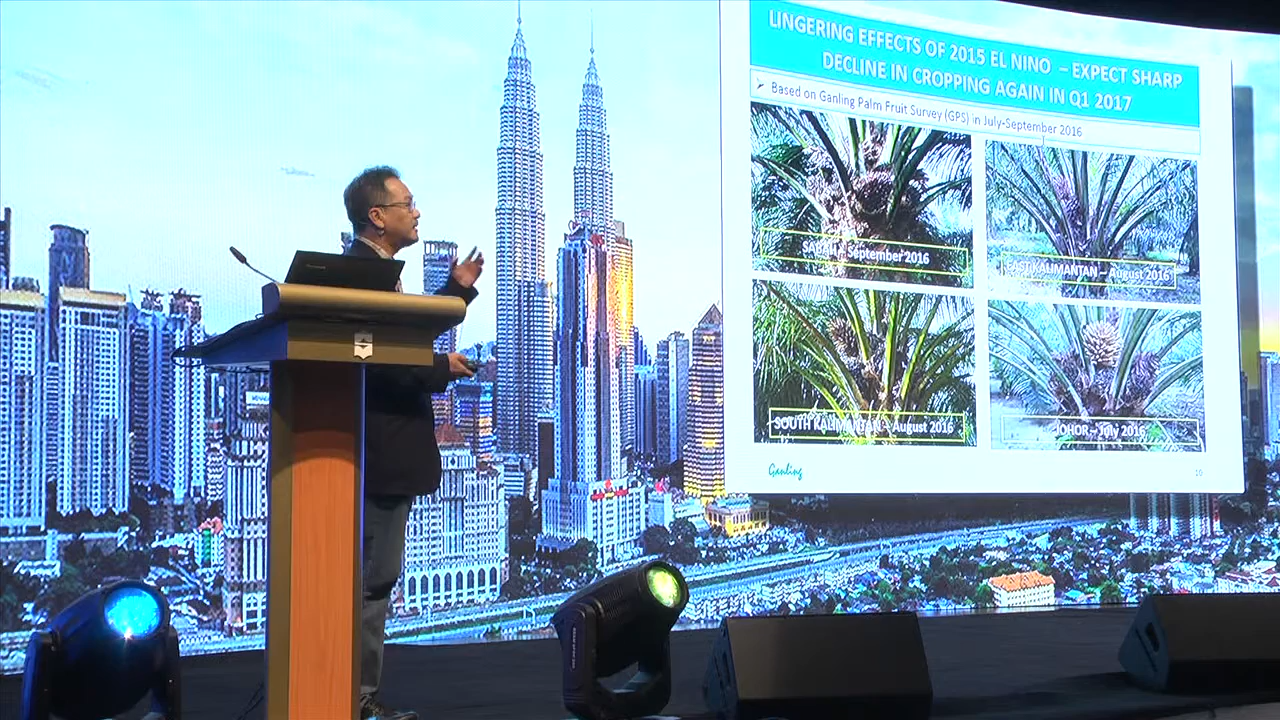 LINGERING EFFECTS OF 2015 EL NINO – EXPECT SHARP
DECLINE IN CROPPING AGAIN IN Q1 2017
Based on Ganling Palm Fruit Survey (GPS) in July-September 2016
September 2016
EAST KALIMANTAN – August 2016
SOUTH KALIMANTAN – August 2016
JOHOR – July 2016
Ganling
10